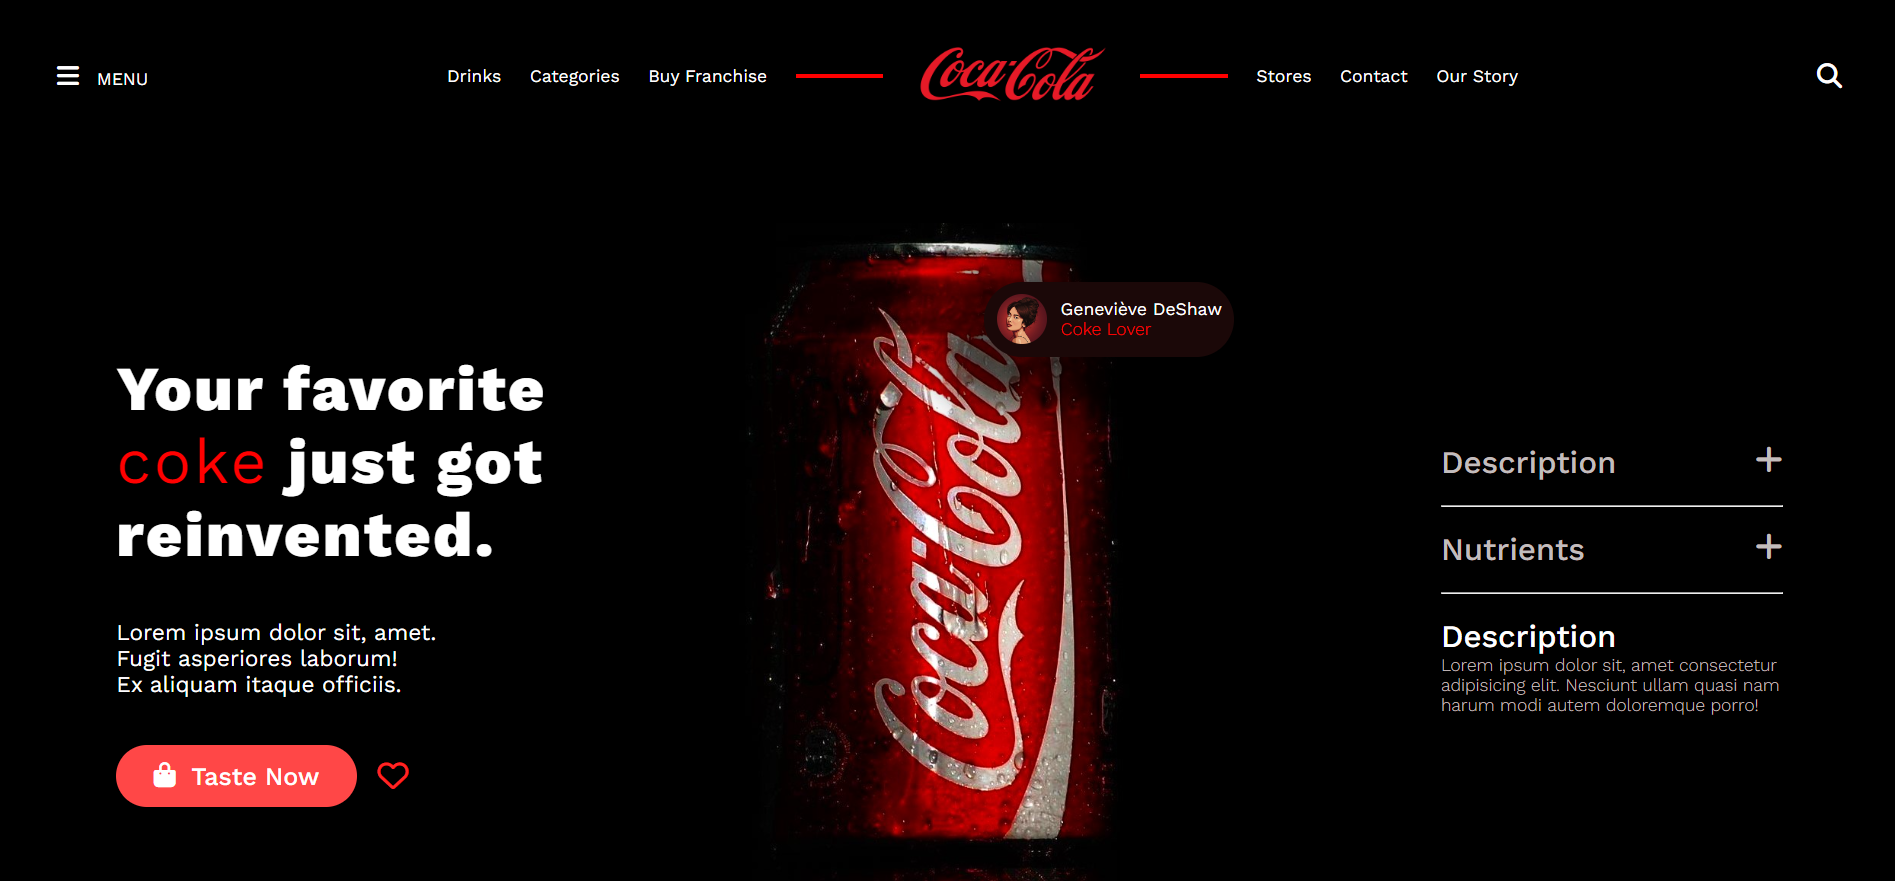 MENU
Drinks Categories Buy Franchise Coca-Cola Stores Contact Our Story
Geneviève DeShaw
Coke Lover
Your favorite
coke just got
reinvented.
Lorem ipsum dolor sit, amet.
Fugit asperiores laborum!
Ex aliquam itaque officiis.
Taste Now
Coca-Cola
Description
Nutrients
Description
Lorem ipsum dolor sit, amet consectetur
adipisicing elit. Nesciunt ullam quasi nam
harum modi autem doloremque porro!